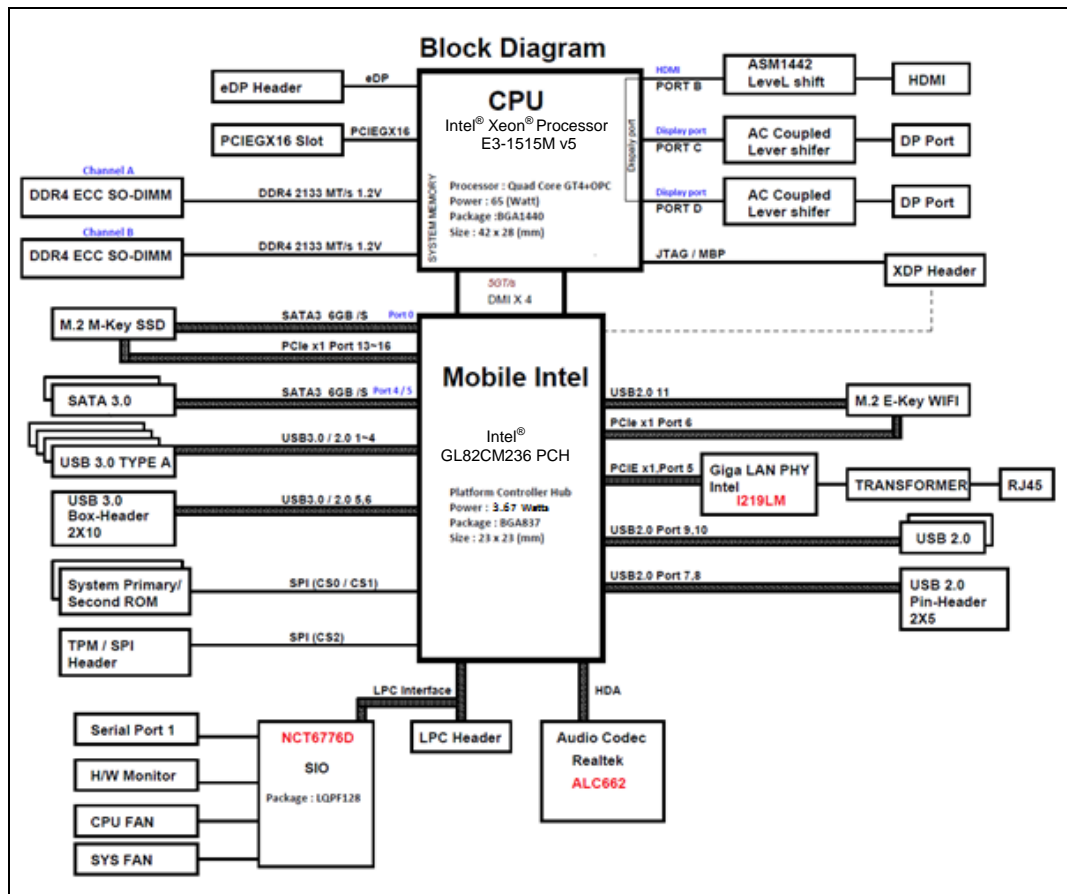 Block Diagram
eDP Header
eDP
PCIEGX16 Slot
PCIEGX16
Channel A
DDR4 ECC SO-DIMM
DDR4 2133 MT/s 1.2V
Channel B
DDR4 ECC SO-DIMM
DDR4 2133 MT/s 1.2V
CPU
Intel® Xeon® Processor
E3-1515M v5
Processor : Quad Core GT4+OPC
Power : 65 (Watt)
Package :BGA1440
Size : 42 x 28 (mm)
SYSTEM MEMORY
Dispaly port
HDMI
PORT B
ASM1442
LeveL shift
HDMI
Display port
PORT C
AC Coupled
Lever shifer
DP Port
Display port
PORT D
AC Coupled
Lever shifer
DP Port
JTAG / MBP
XDP Header
5GT/s
DMI X 4
M.2 M-Key SSD
SATA3 6GB /S
Port 0
PCIe x1 Port 13~16
SATA 3.0
SATA3 6GB /S
Port 4 / 5
USB 3.0 TYPE A
USB3.0 / 2.0 1~4
USB 3.0
Box-Header
2X10
USB3.0 / 2.0 5,6
System Primary/
Second ROM
SPI (CS0 / CS1)
TPM / SPI
Header
SPI (CS2)
Mobile Intel
Intel®
GL82CM236 PCH
Platform Controller Hub
Power : 3.67 Watts
Package : BGA837
Size : 23 x 23 (mm)
USB2.0 11
M.2 E-Key WIFI
PCIe x1 Port 6
PCIE x1,Port 5
Giga LAN PHY
Intel
I219LM
TRANSFORMER
RJ45
USB2.0 Port 9,10
USB 2.0
USB2.0 Port 7,8
USB 2.0
Pin-Header
2X5
LPC Interface
HDA
Serial Port 1
H/W Monitor
CPU FAN
SYS FAN
NCT6776D
SIO
Package : LQPF128
LPC Header
Audio Codec
Realtek
ALC662